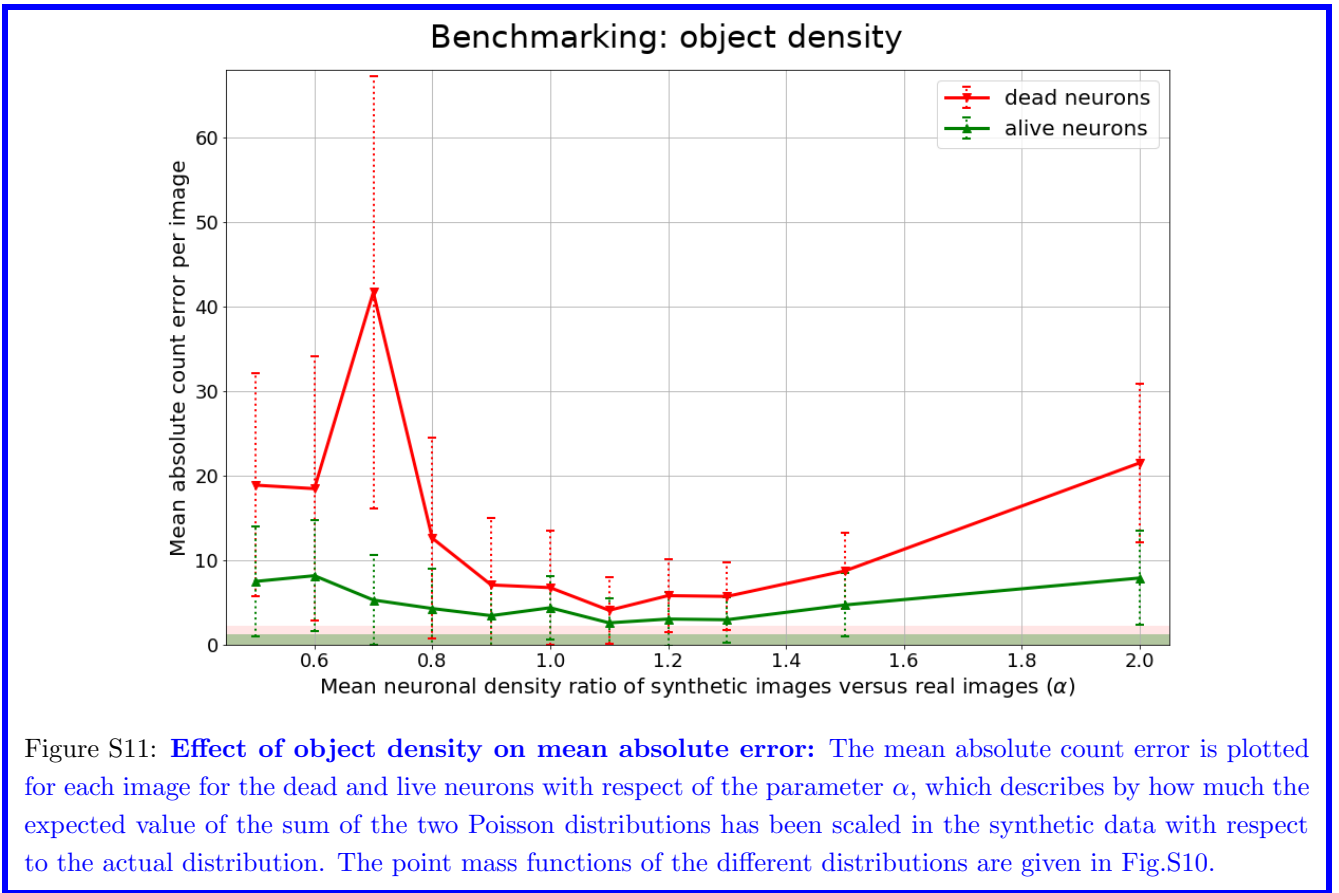 Benchmarking: object density
dead neurons
alive neurons
Mean absolute count error per image
60
50
40
30
20
10
0
0.6 0.8 1.0 1.2 1.4 1.6 1.8 2.0
Mean neuronal density ratio of synthetic images versus real images (α)
Figure S11: Effect of object density on mean absolute error: The mean absolute count error is plotted
for each image for the dead and live neurons with respect of the parameter α, which describes by how much the
expected value of the sum of the two Poisson distributions has been scaled in the synthetic data with respect
to the actual distribution. The point mass functions of the different distributions are given in Fig.S10.